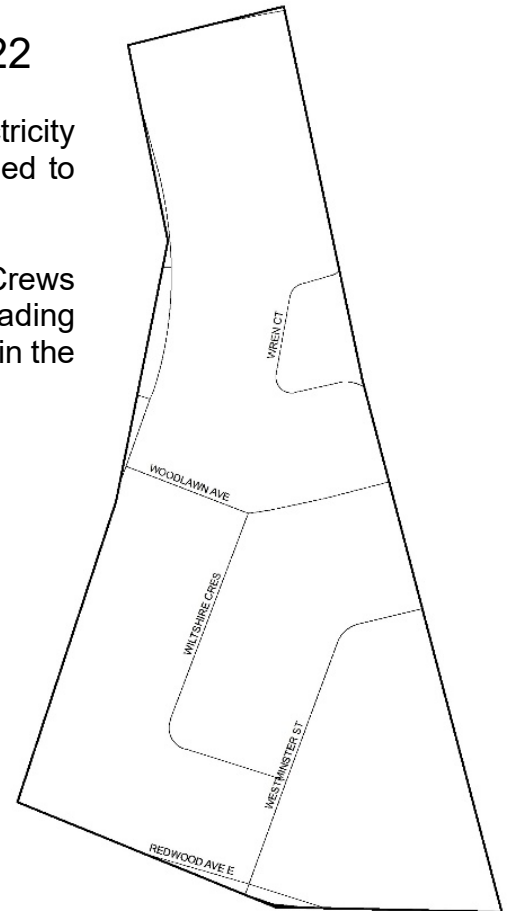 22
tricity
ed to
Crews
ading
in the
WREN CT
WOODLAWN AVE
WILTSHIRE CRES
WESTMINSTER ST
REDWOOD AVE E